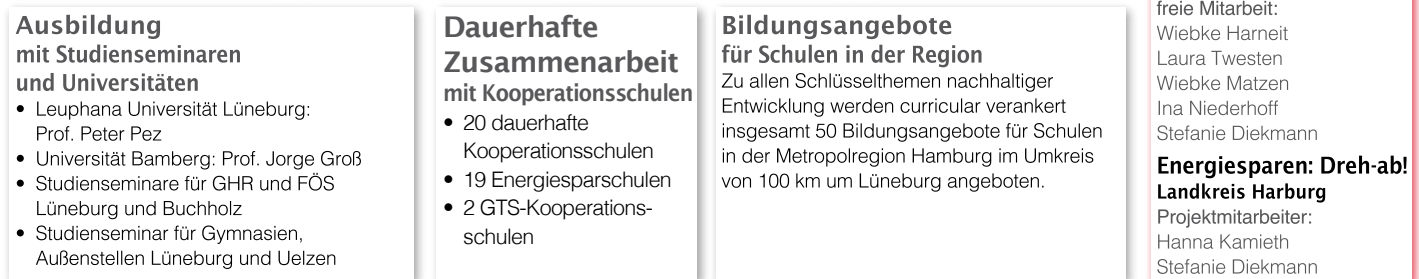 Ausbildung
mit Studienseminaren
und Universitäten
• Leuphana Universität Lüneburg:
Prof. Peter Pez
• Universität Bamberg: Prof. Jorge Groß
• Studienseminare für GHR und FÖS
Lüneburg und Buchholz
• Studienseminar für Gymnasien,
Außenstellen Lüneburg und Uelzen
Dauerhafte
Zusammenarbeit
mit Kooperationsschulen
• 20 dauerhafte
Kooperationsschulen
• 19 Energiesparschulen
• 2 GTS-Kooperations-
schulen
Bildungsangebote
für Schulen in der Region
Zu allen Schlüsselthemen nachhaltiger
Entwicklung werden curricular verankert
insgesamt 50 Bildungsangebote für Schulen
in der Metropolregion Hamburg im Umkreis
von 100 km um Lüneburg angeboten.
freie Mitarbeit:
Wiebke Harneit
Laura Twesten
Wiebke Matzen
Ina Niederhoff
Stefanie Diekmann
Energiesparen: Dreh-ab!
Landkreis Harburg
Projektmitarbeiter:
Hanna Kamieth
Stefanie Diekmann